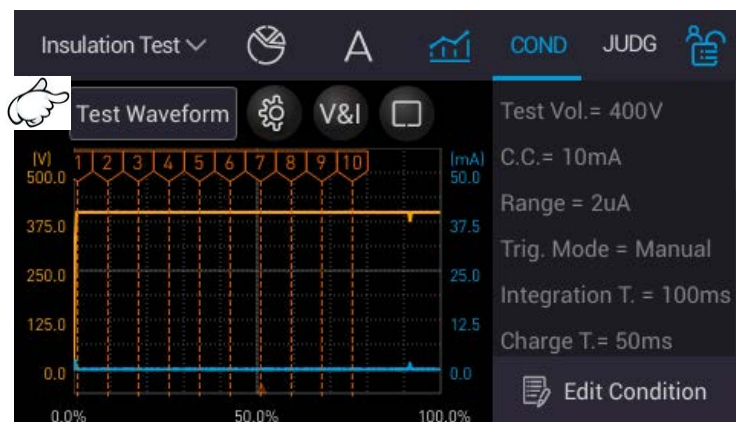 Insulation Test
A
COND
JUDG
Test Waveform
V&I
(V)
500.0
375.0
250.0
125.0
0.0
1 2 3 4 5 6 7 8 9 10
(mA)
50.0
37.5
25.0
12.5
0.0
0.0%
50.0%
100.0%
Test Vol.= 400V
C.C.= 10mA
Range = 2uA
Trig. Mode = Manual
Integration T. = 100ms
Charge T.= 50ms
Edit Condition